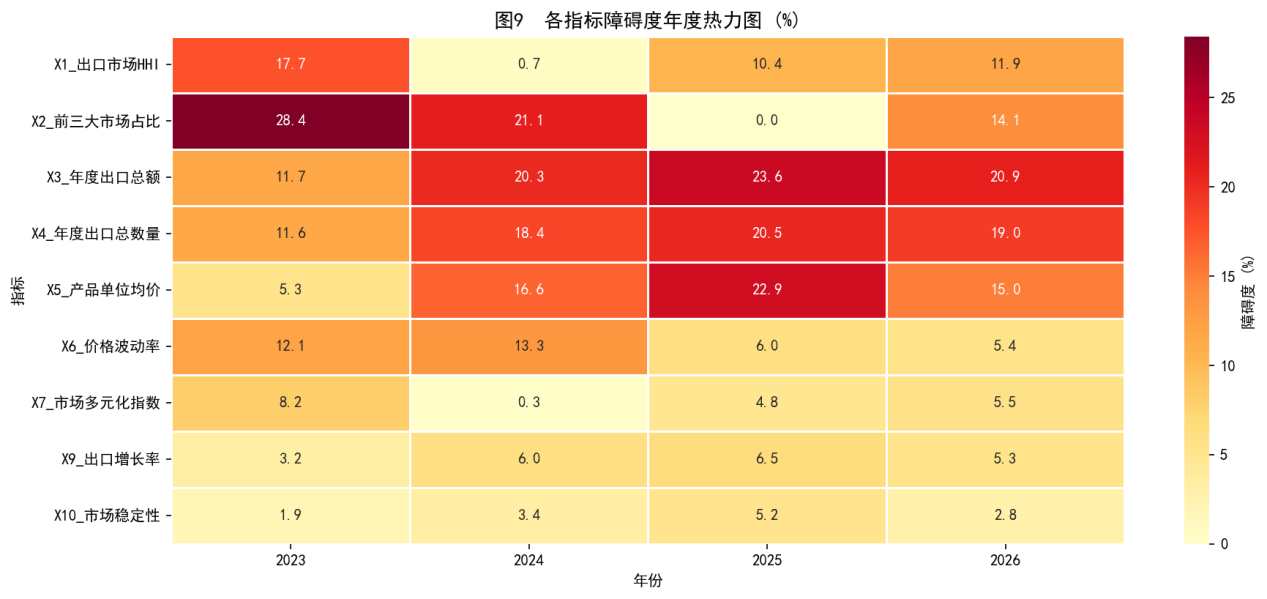 图9  各指标障碍度年度热力图 (%)
X1_出口市场HHI 17.7 0.7 10.4 11.9
X2_前三大市场占比 28.4 21.1 0.0 14.1
X3_年度出口总额 11.7 20.3 23.6 20.9
X4_年度出口总数量 11.6 18.4 20.5 19.0
X5_产品单位均价 5.3 16.6 22.9 15.0
X6_价格波动率 12.1 13.3 6.0 5.4
X7_市场多元化指数 8.2 0.3 4.8 5.5
X9_出口增长率 3.2 6.0 6.5 5.3
X10_市场稳定性 1.9 3.4 5.2 2.8
指标
2023 2024 2025 2026
年份
25
20
15
10
5
0
障碍度 (%)